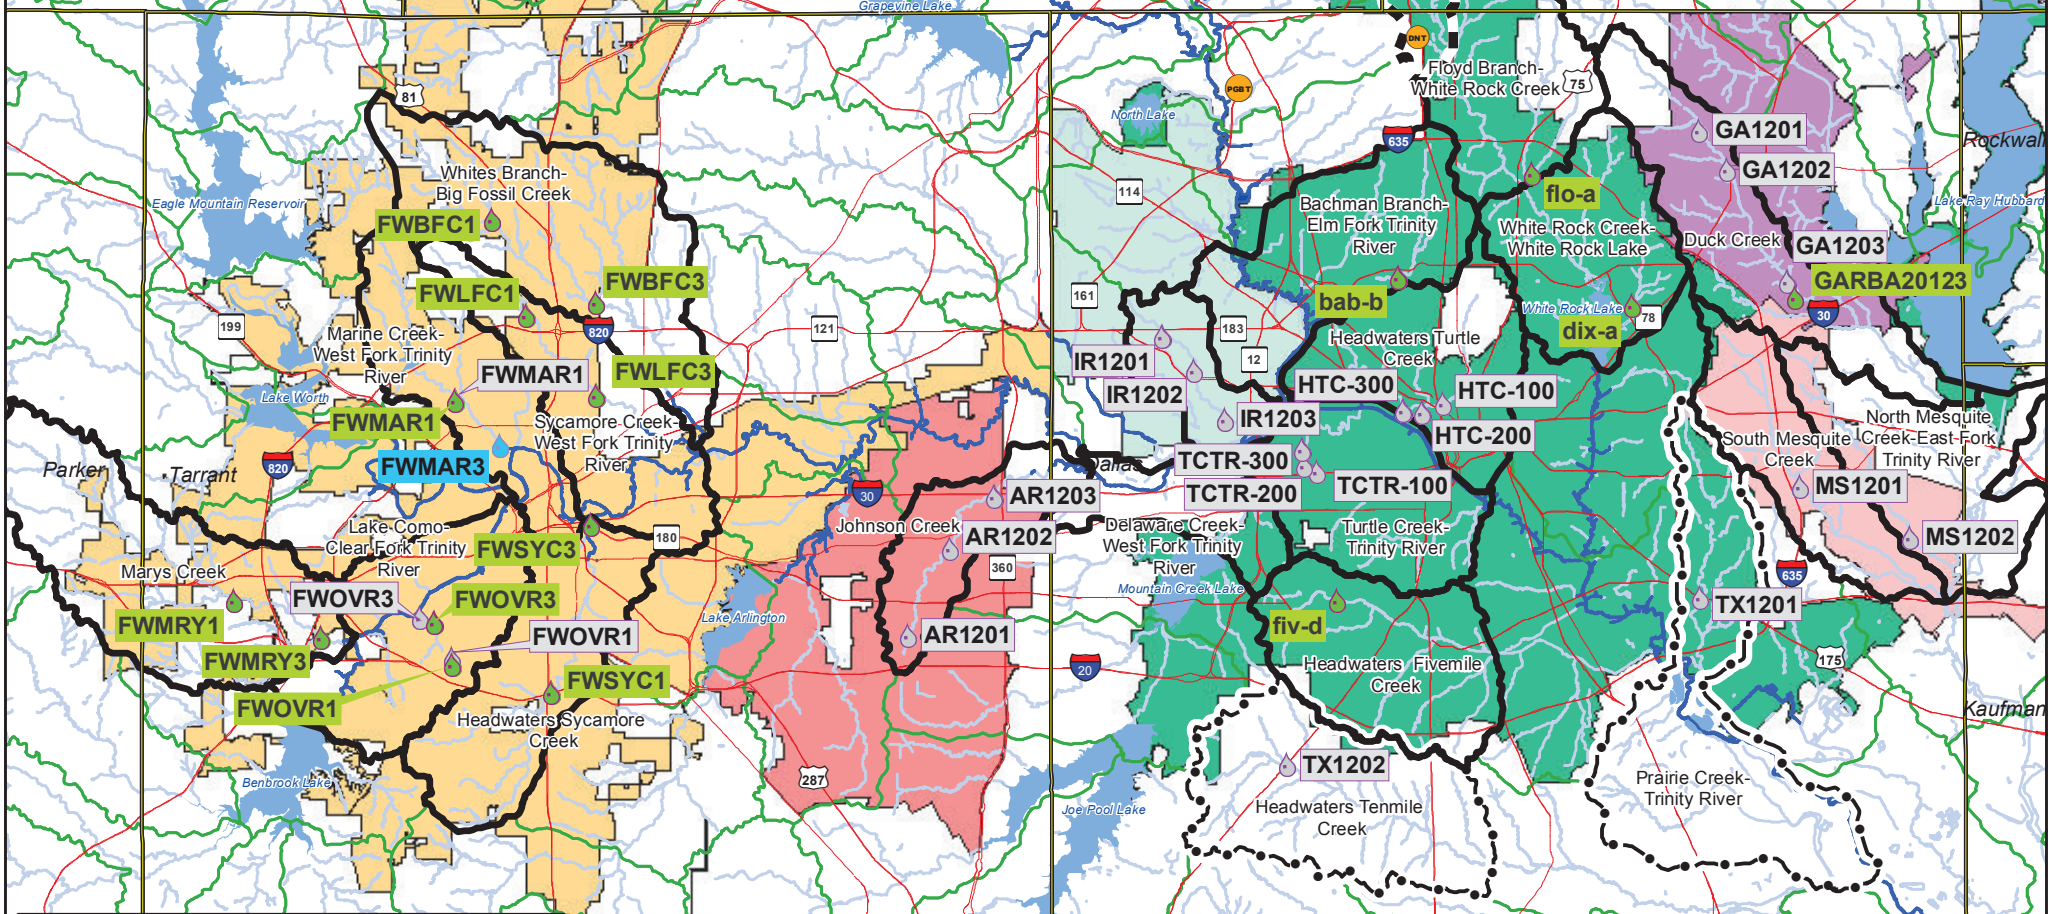 Grapevine Lake
DNT
Floyd Branch-
White Rock Creek
75
PGBT
81
North Lake
635
GA1201
Rockwall
GA1202
Whites Branch-
Big Fossil Creek
114
flo-a
Eagle Mountain Reservoir
Bachman Branch-
Elm Fork Trinity
River
Lake Ray Hubbard
FWBFC1
White Rock Creek-
White Rock Lake
Duck Creek
GA1203
FWBFC3
GARBA20123
FWLFC1
161
bab-b
White Rock Lake
78
30
199
820
121
183
dix-a
Marine Creek-
West Fork Trinity
River
Headwaters Turtle
Creek
12
IR1201
FWMAR1
FWLFC3
HTC-300
HTC-100
IR1202
Lake Worth
FWMAR1
IR1203
HTC-200
North Mesquite
Creek-East Fork
Trinity River
Sycamore Creek-
West Fork Trinity
River
South Mesquite
Creek
Parker
Tarrant
820
FWMAR3
Dallas
TCTR-300
TCTR-100
TCTR-200
MS1201
30
AR1203
Lake Como-
Clear Fork Trinity
River
Johnson Creek
AR1202
Delaware Creek-
West Fork Trinity
River
Turtle Creek-
Trinity River
MS1202
180
FWSYC3
360
Marys Creek
635
Mountain Creek Lake
FWOVR3
FWOVR3
TX1201
FWMRY1
Lake Arlington
fiv-d
FWOVR1
AR1201
FWMRY3
20
Headwaters Fivemile
Creek
175
FWSYC1
FWOVR1
Kaufman
Headwaters Sycamore
Creek
TX1202
287
Benbrook Lake
Prairie Creek-
Trinity River
Joe Pool Lake
Headwaters Tenmile
Creek